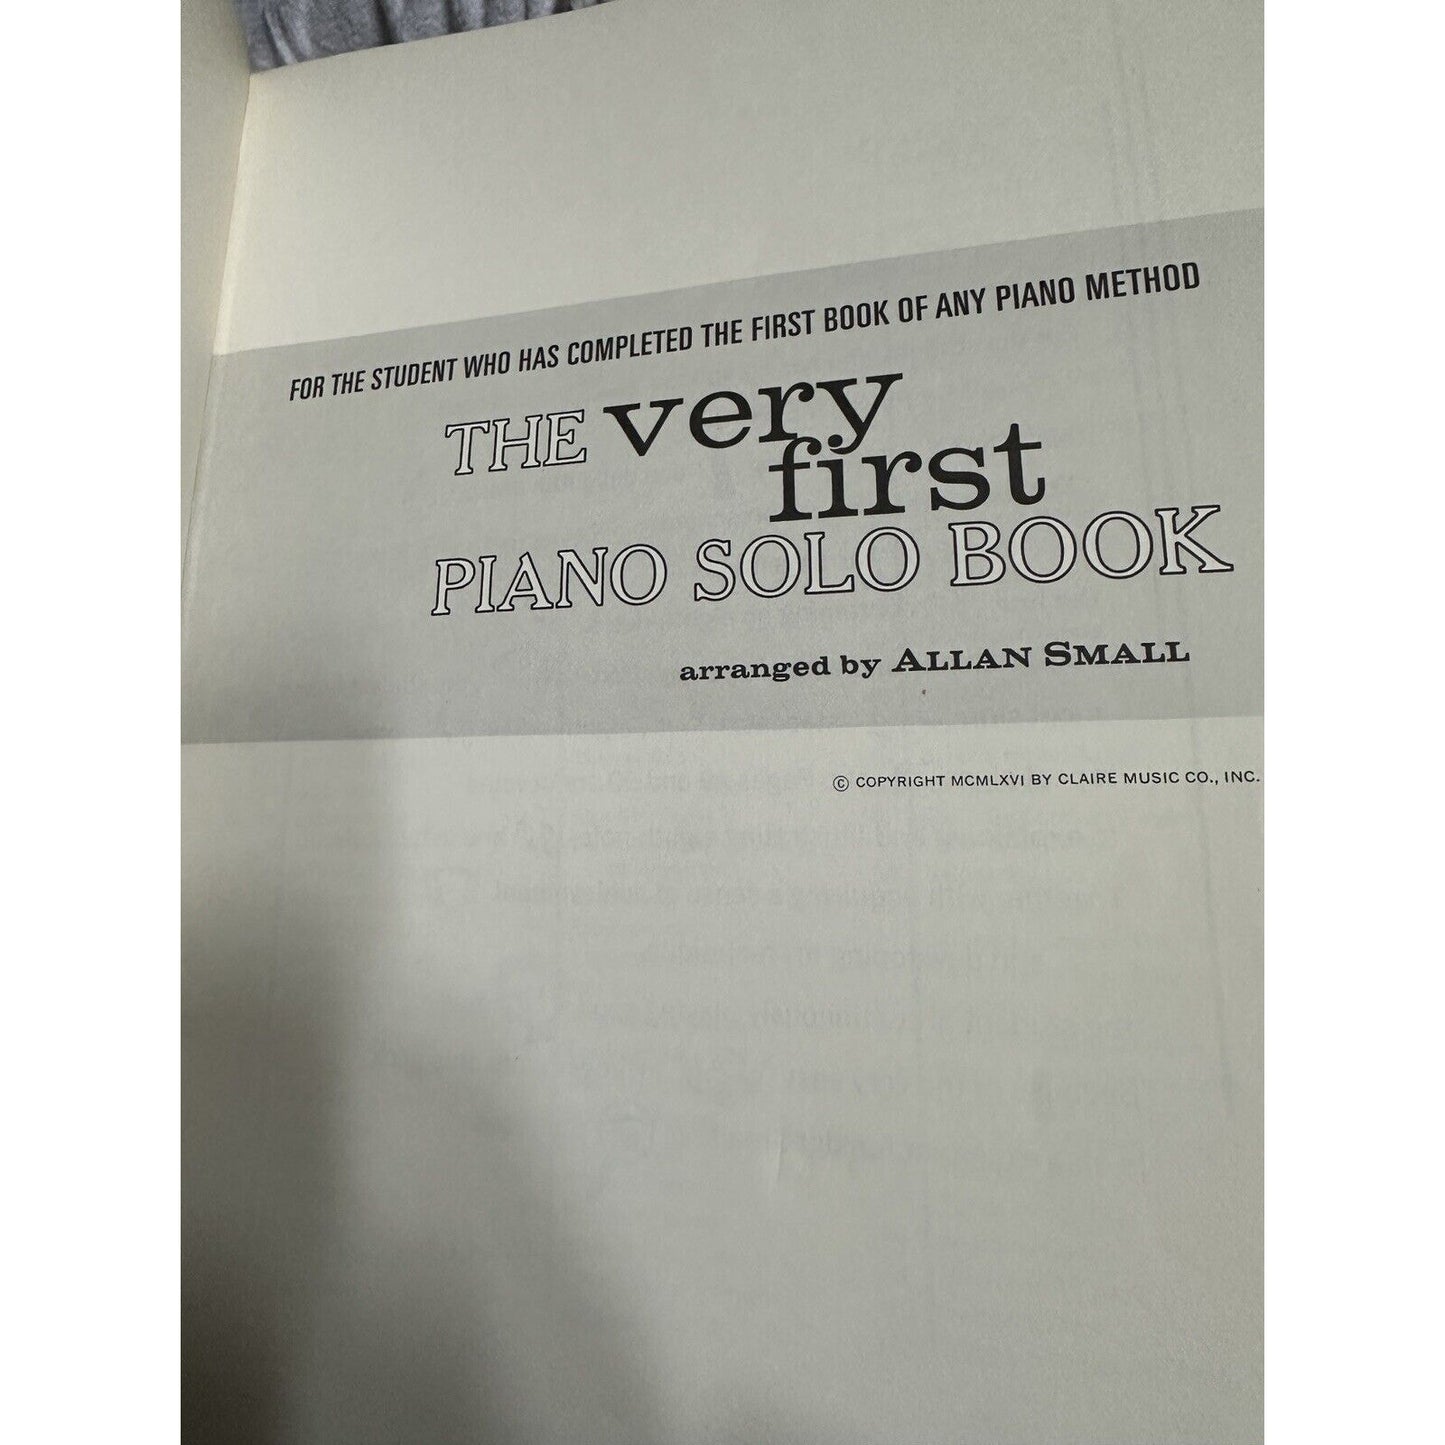 FOR THE STUDENT WHO HAS COMPLETED THE FIRST BOOK OF ANY PIANO METHOD
THE very
first
PIANO SOLO BOOK
arranged by ALLAN SMALL
© COPYRIGHT MCMLXVI BY CLAIRE MUSIC CO., INC.